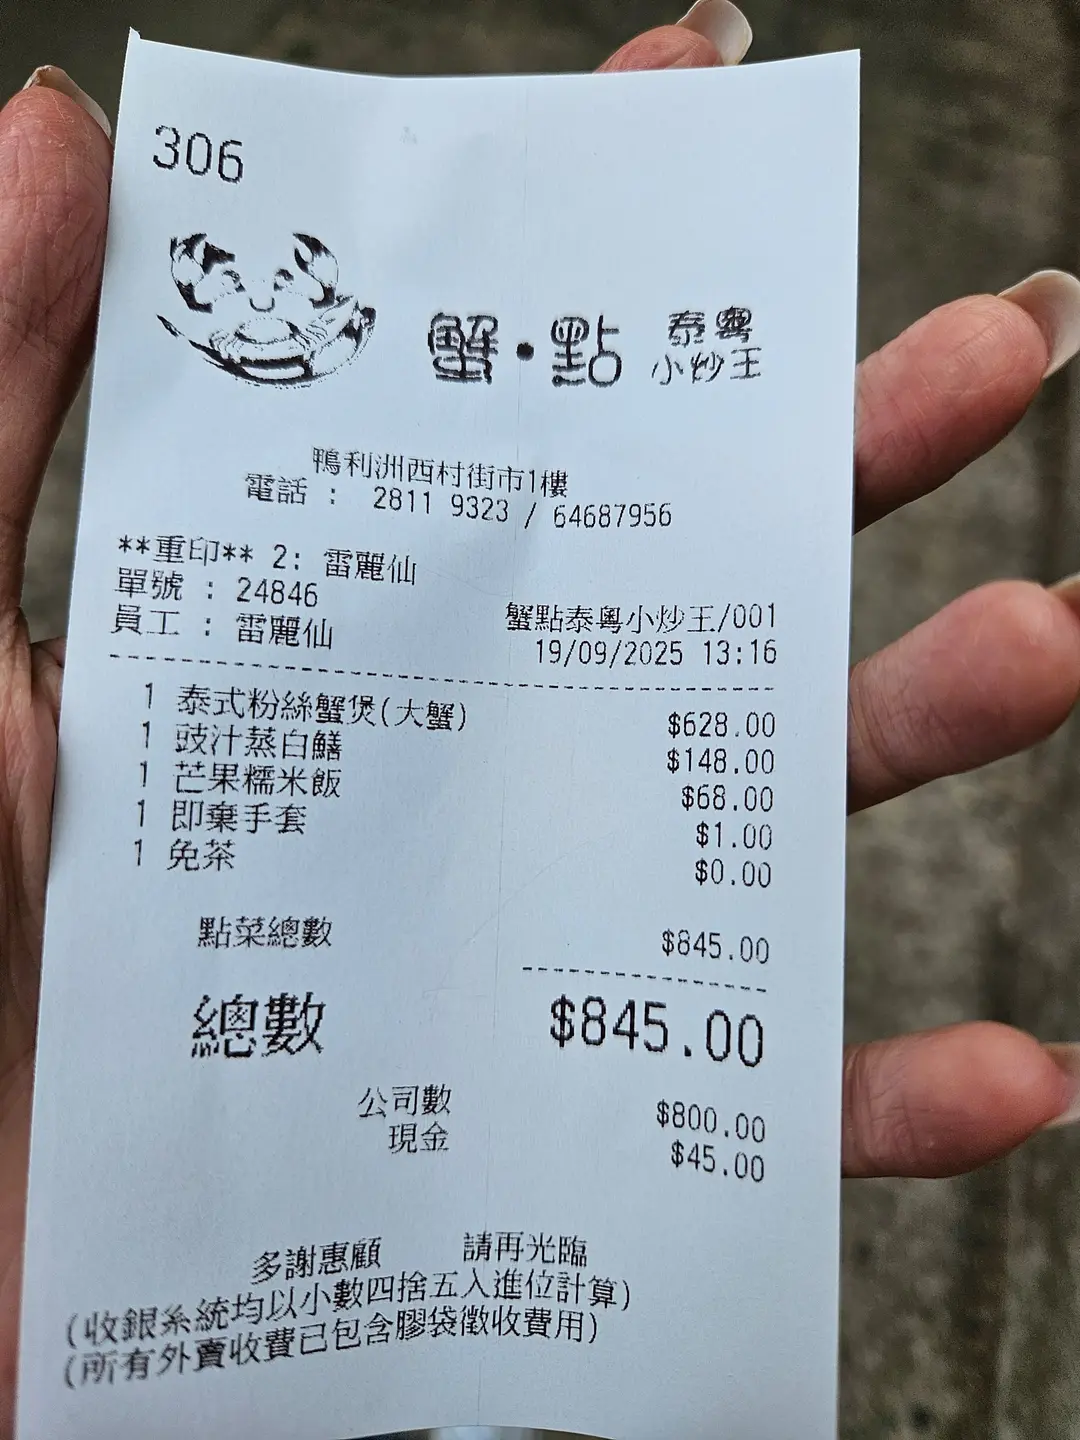 306
蟹·點 泰粵
小炒王
鴨利洲西村街市1樓
電話 : 2811 9323 / 64687956
**重印** 2: 雷麗仙
單號 : 24846 蟹點泰粵小炒王/001
員工 : 雷麗仙 19/09/2025 13:16
1 泰式粉絲蟹煲(大蟹) $628.00
1 豉汁蒸白鱔 $148.00
1 芒果糯米飯 $68.00
1 即棄手套 $1.00
1 免茶 $0.00
點菜總數 $845.00
總數 $845.00
公司數 $800.00
現金 $45.00
多謝惠顧 請再光臨
(收銀系統均以小數四捨五入進位計算)
(所有外賣收費已包含膠袋徵收費用)